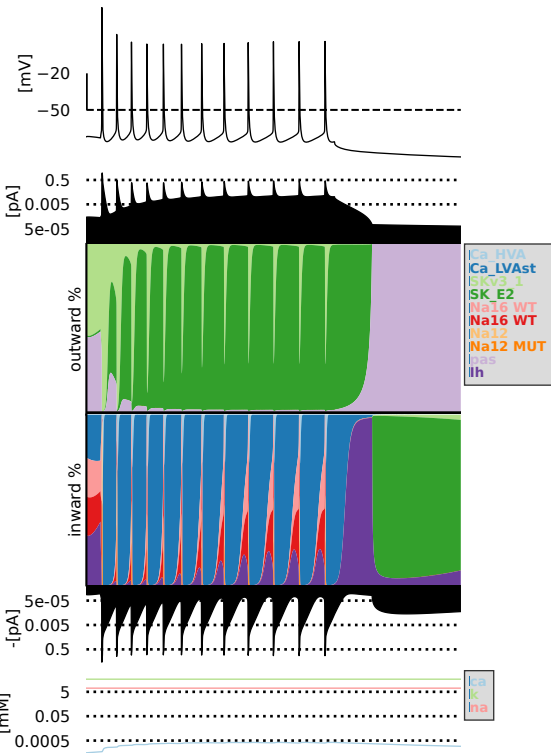 [mV]
−20
−50
[pA]
0.5
0.005
5e-05
outward %
Ca_HVA
Ca_LVAst
SKv3_1
SK_E2
Na16 WT
Na16 WT
Na12
Na12 MUT
pas
Ih
inward %
-[pA]
5e-05
0.005
0.5
[mM]
5
0.05
0.0005
ca
k
na